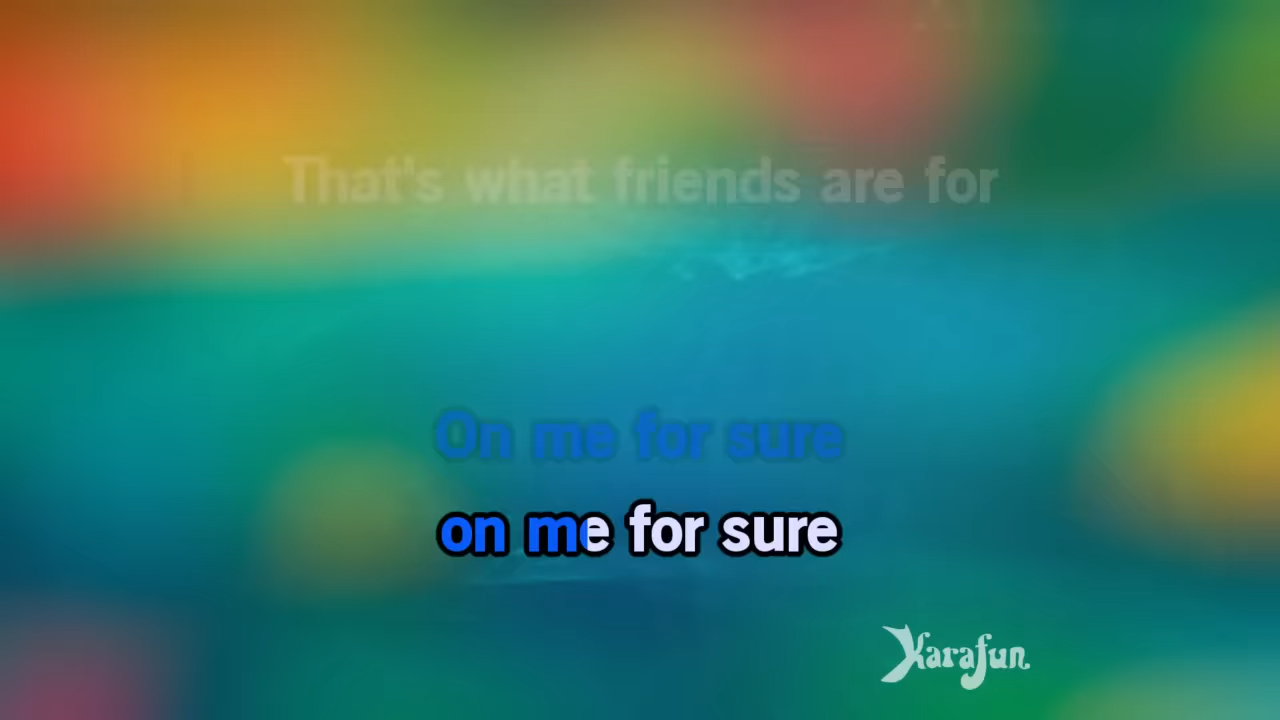 That's what friends are for
On me for sure
on me for sure
Karafun